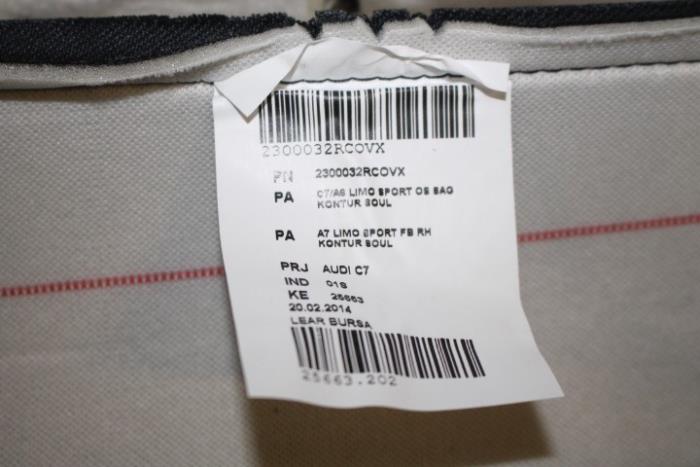 2300032RCOVX
PN 2300032RCOVX
PA C7/A6 LIMO SPORT OS SAG
KONTUR SOUL
PA A7 LIMO SPORT FB RH
KONTUR SOUL
PRJ AUDI C7
IND 01S
KE 25663
20.02.2014
LEAR BURSA
25663.202